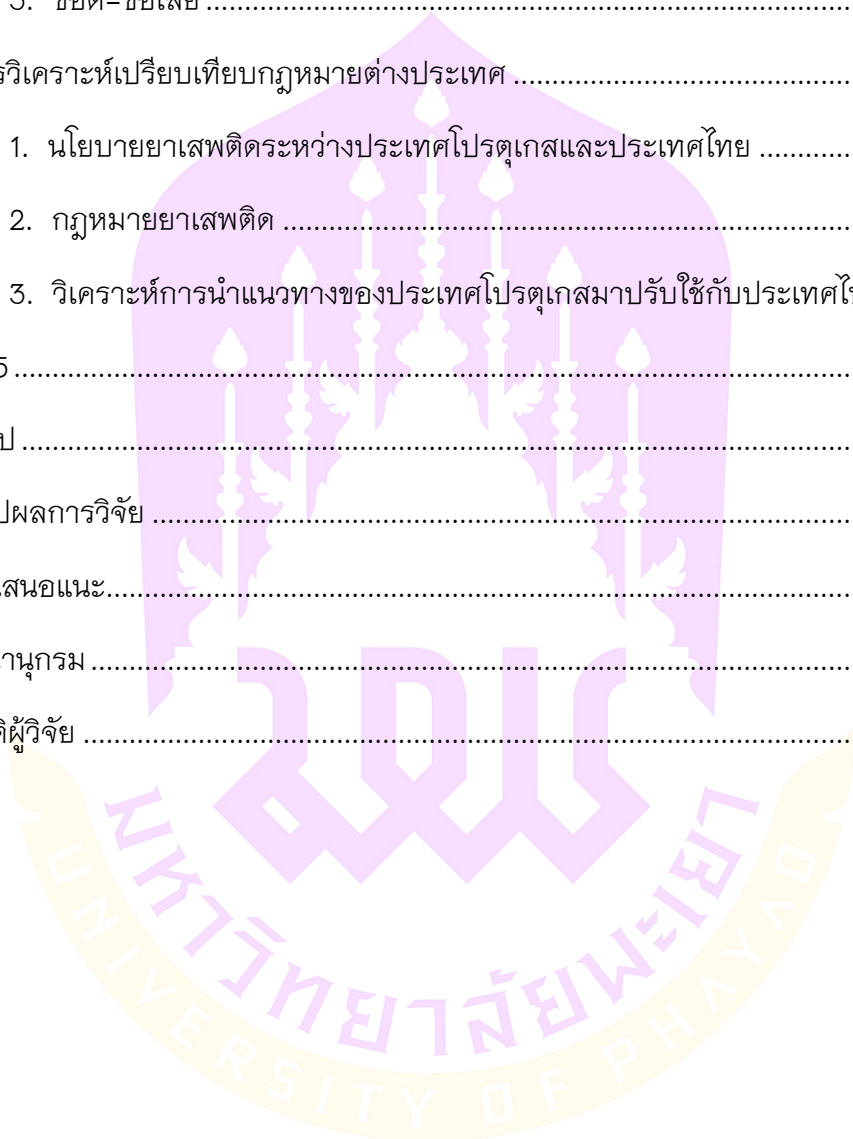 ข้อดี-ข้อเสีย ........................................................................
รวิเคราะห์เปรียบเทียบกฎหมายต่างประเทศ .....................................
1. นโยบายยาเสพติดระหว่างประเทศโปรตุเกสและประเทศไทย ............
2. กฎหมายยาเสพติด ...............................................................
3. วิเคราะห์การนำแนวทางของประเทศโปรตุเกสมาปรับใช้กับประเทศไ
5 ..........................................................................................
ป ..........................................................................................
ปผลการวิจัย ..........................................................................
เสนอแนะ................................................................................
านุกรม ..................................................................................
ผู้วิจัย ...................................................................................
มหาวิทยาลัยพะเยา
UNIVERSITY OF PHAYAO